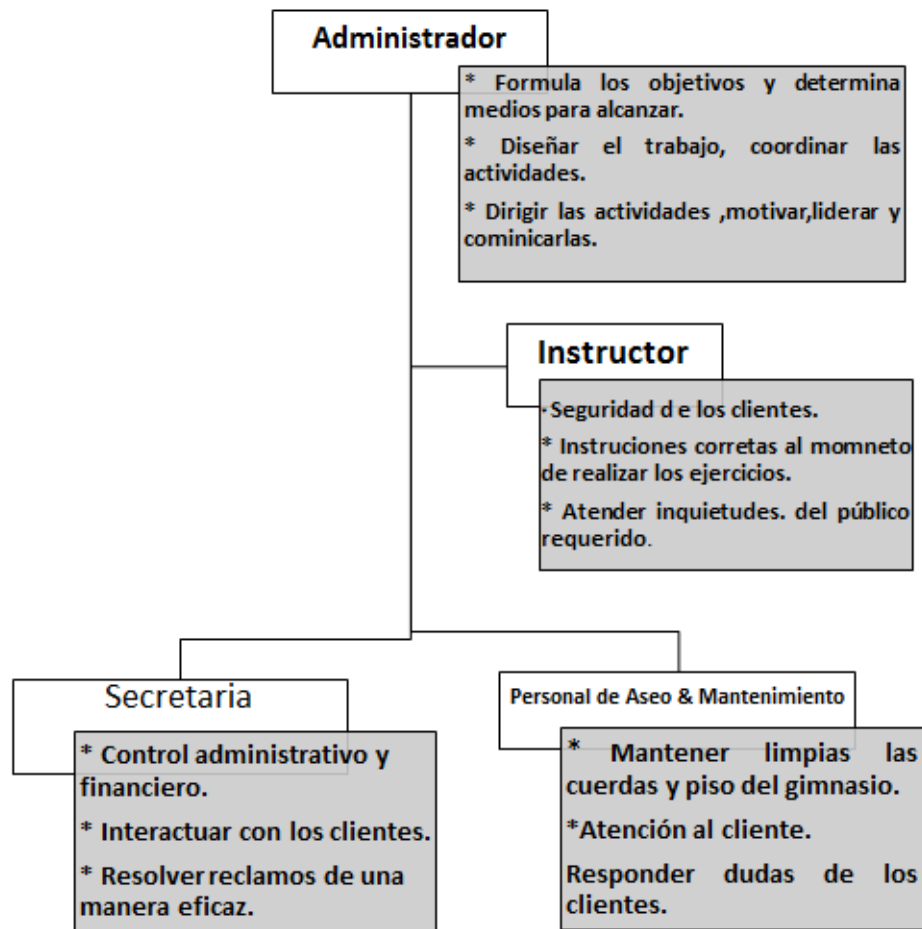 Administrador
* Formula los objetivos y determina
medios para alcanzar.
* Diseñar el trabajo, coordinar las
actividades.
* Dirigir las actividades ,motivar,liderar y
cominicarlas.
Instructor
·Seguridad d e los clientes.
* Instruciones corretas al momneto
de realizar los ejercicios.
* Atender inquietudes. del público
requerido.
Secretaria
* Control administrativo y
financiero.
* Interactuar con los clientes.
* Resolver reclamos de una
manera eficaz.
Personal de Aseo & Mantenimiento
* Mantener limpias las
cuerdas y piso del gimnasio.
*Atención al cliente.
Responder dudas de los
clientes.